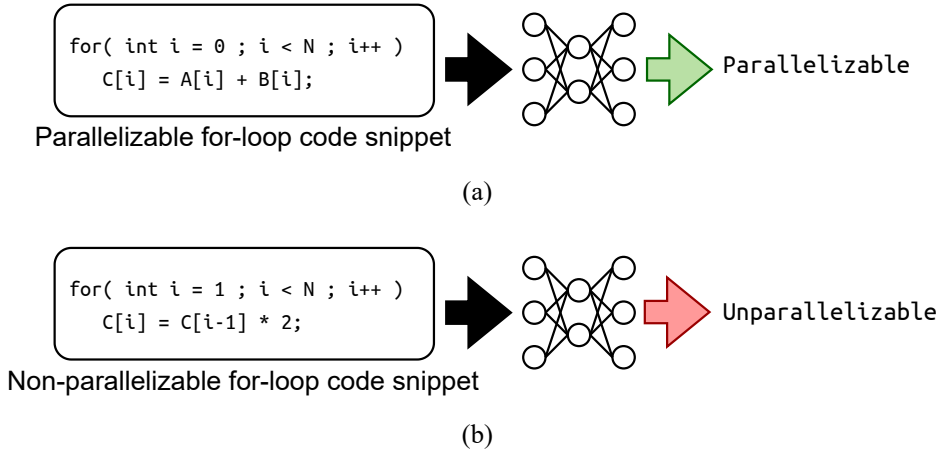 for( int i = 0 ; i < N ; i++ )
C[i] = A[i] + B[i];
Parallelizable
Parallelizable for-loop code snippet
(a)
for( int i = 1 ; i < N ; i++ )
C[i] = C[i-1] * 2;
Unparallelizable
Non-parallelizable for-loop code snippet
(b)